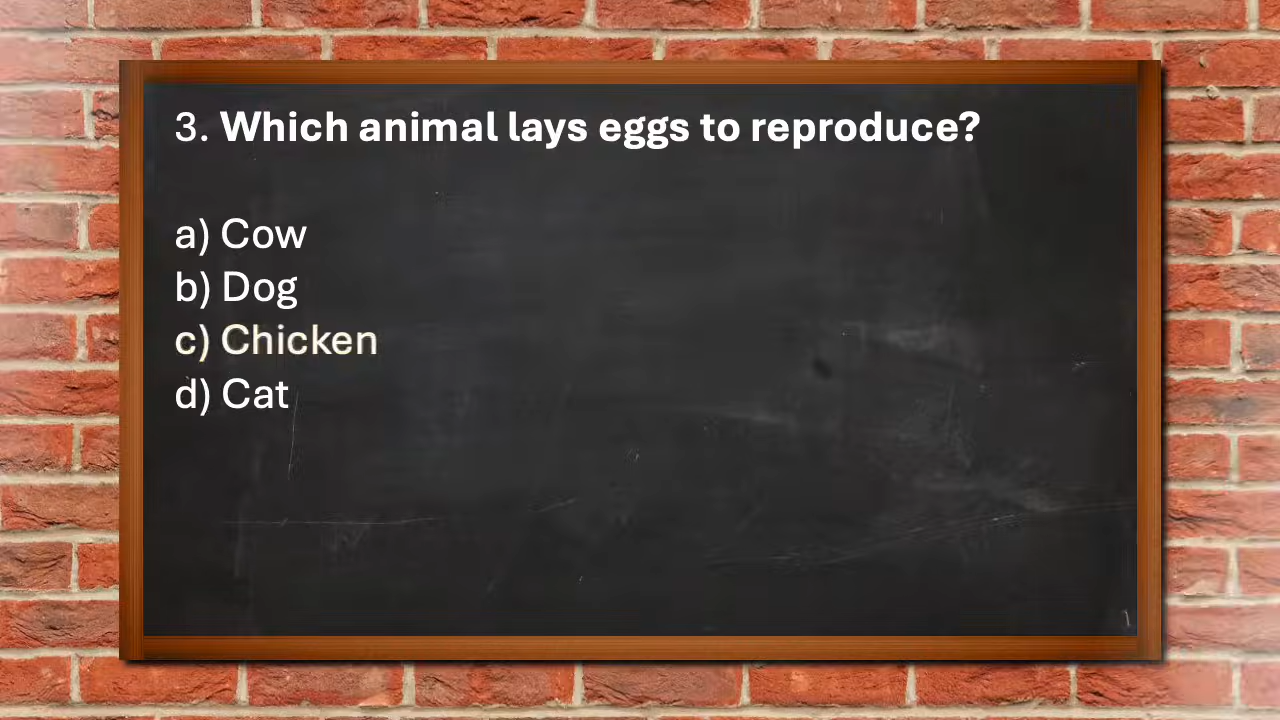 3. Which animal lays eggs to reproduce?
a) Cow
b) Dog
c) Chicken
d) Cat